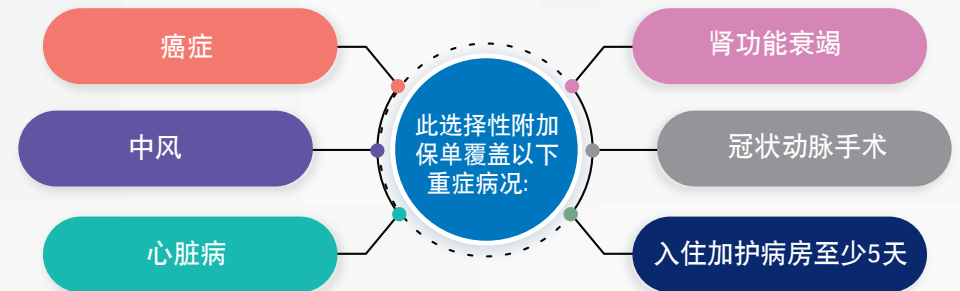 癌症
中风
心脏病
此选择性附加
保单覆盖以下
重症病况:
肾功能衰竭
冠状动脉手术
入住加护病房至少5天